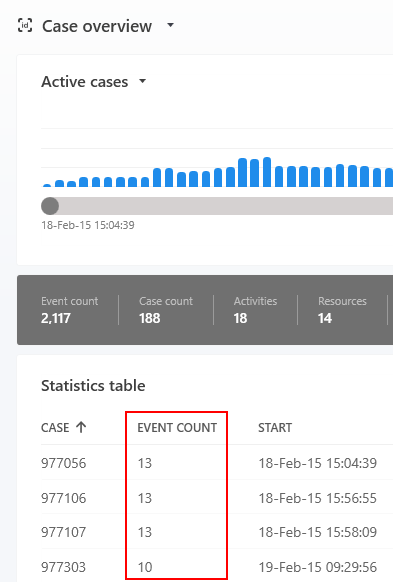 Case overview
Active cases
18-Feb-15 15:04:39
Event count Case count Activities Resources
2,117 188 18 14
Statistics table
CASE EVENT COUNT START
977056 13 18-Feb-15 15:04:39
977106 13 18-Feb-15 15:56:55
977107 13 18-Feb-15 15:58:09
977303 10 19-Feb-15 09:29:56